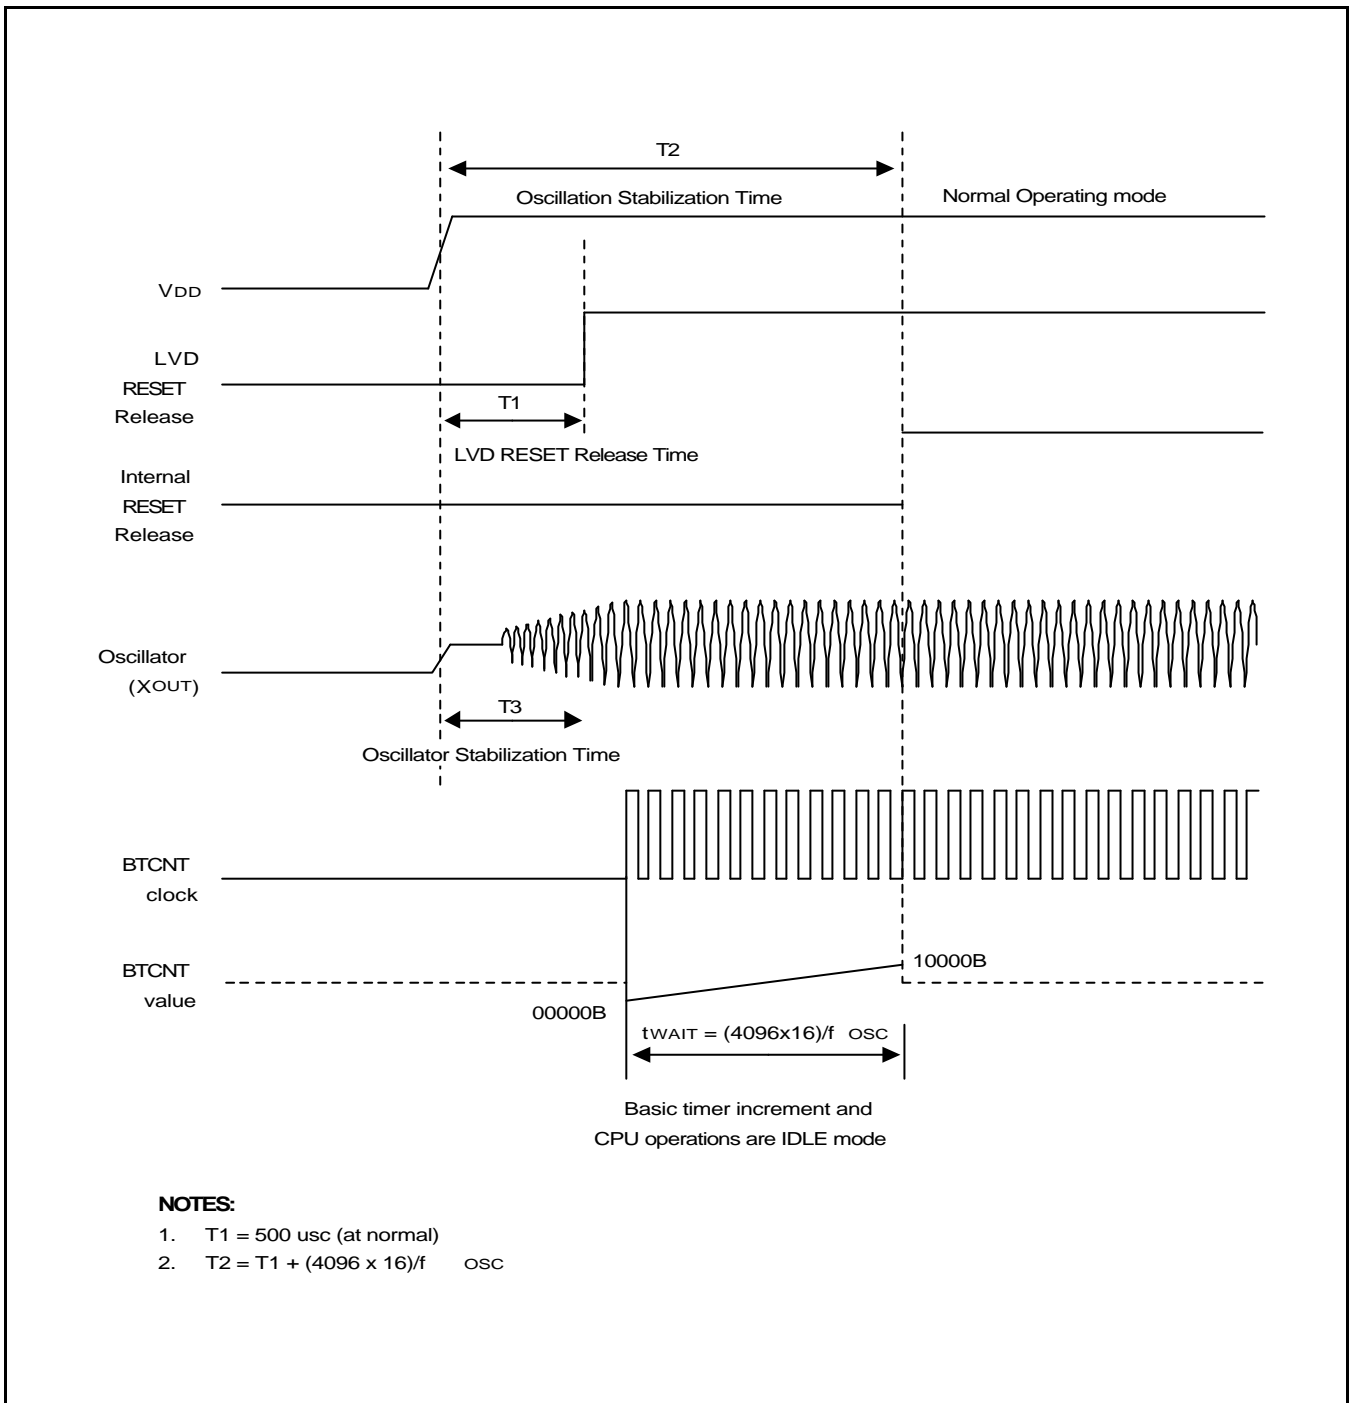 T2
Oscillation Stabilization Time
Normal Operating mode
VDD
LVD
RESET
Release
T1
LVD RESET Release Time
Internal
RESET
Release
Oscillator
(XOUT)
T3
Oscillator Stabilization Time
BTCNT
clock
BTCNT
value
10000B
00000B
tWAIT = (4096x16)/f OSC
Basic timer increment and
CPU operations are IDLE mode
NOTES:
1. T1 = 500 usc (at normal)
2. T2 = T1 + (4096 x 16)/f OSC